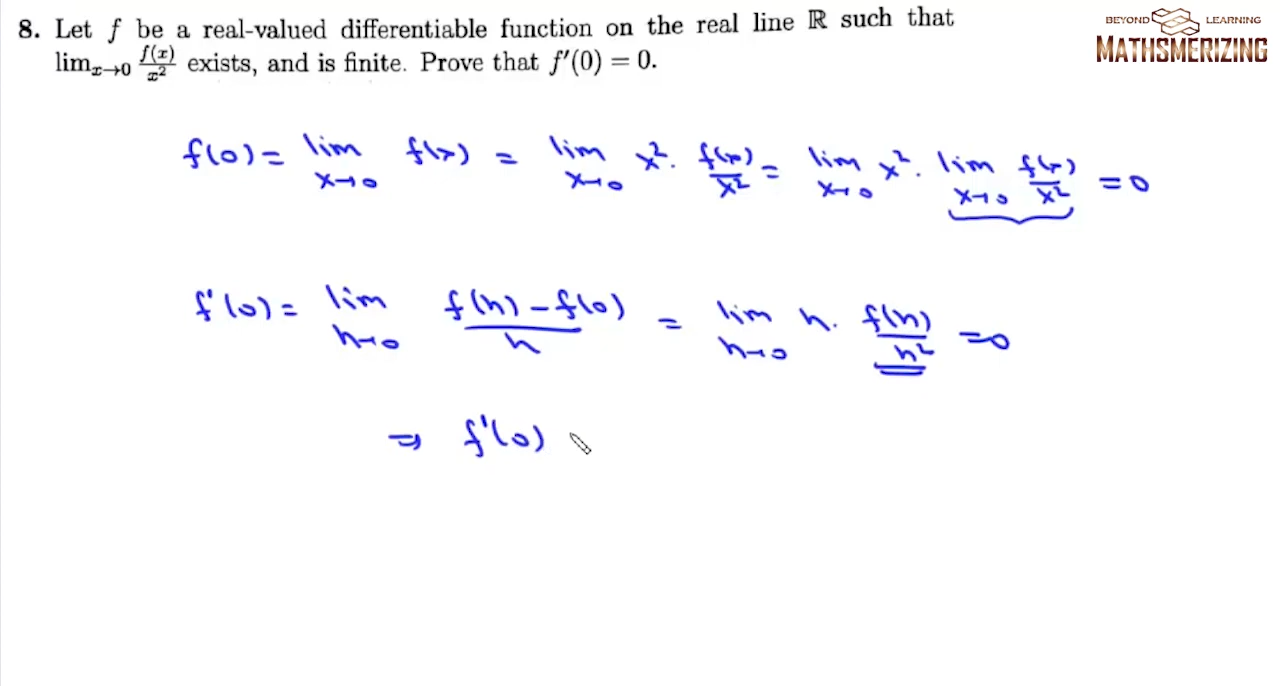 8. Let f be a real-valued differentiable function on the real line ℝ such that
lim_{x→0} f(x)/x² exists, and is finite. Prove that f′(0) = 0.
BEYOND LEARNING
MATHSMERIZING
f(0) = lim_{x→0} f(x) = lim_{x→0} x² · f(x)/x² = lim_{x→0} x² · lim_{x→0} f(x)/x² = 0
f'(0) = lim_{h→0} (f(h) − f(0))/h = lim_{h→0} h · f(h)/h² = 0
⇒ f'(0)